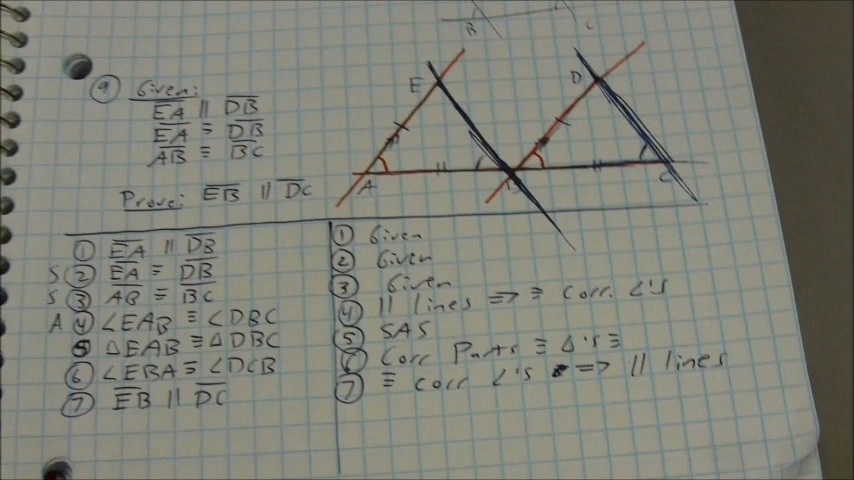 B C
9 Given:
EA || DB
EA ≅ DB
AB ≅ BC
Prove: EB || DC
E D
A B C
1 EA || DB
S 2 EA ≅ DB
S 3 AB ≅ BC
A 4 ∠EAB ≅ ∠DBC
5 △EAB ≅ △DBC
6 ∠EBA ≅ ∠DCB
7 EB || DC
1 Given
2 Given
3 Given
4 || lines => ≅ corr. ∠'s
5 SAS
6 Corr Parts ≅ △'s ≅
7 ≅ corr ∠'s => || lines